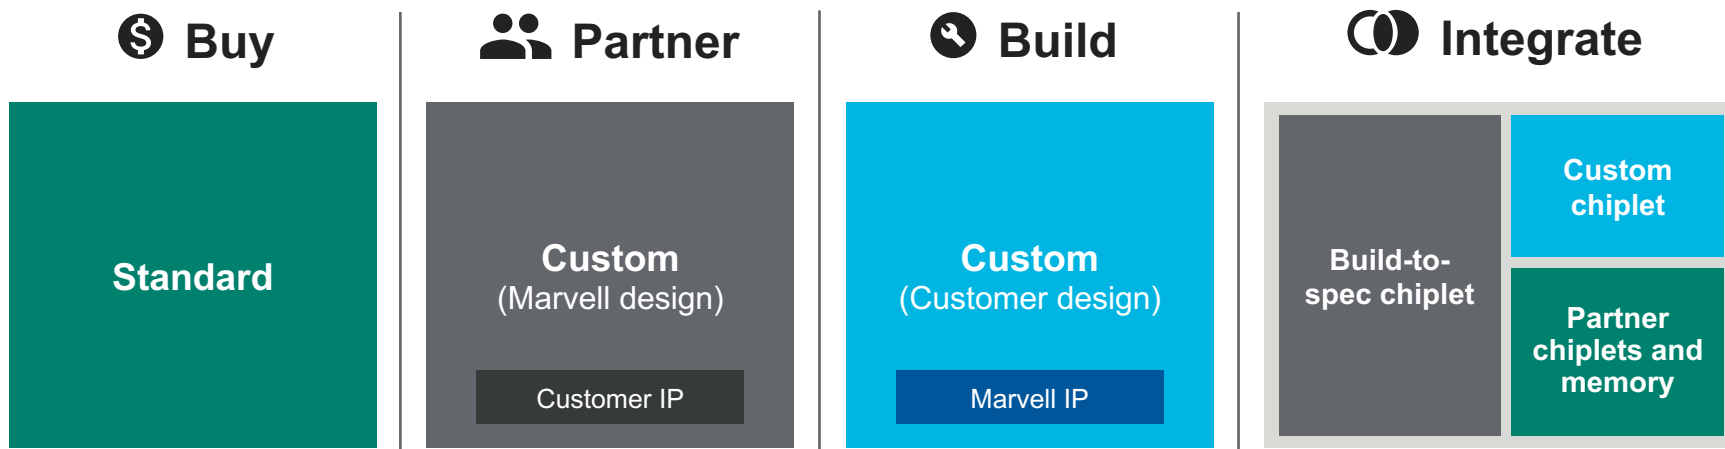 Buy
Partner
Build
Integrate
Standard
Custom
(Marvell design)
Customer IP
Custom
(Customer design)
Marvell IP
Build-to-
spec chiplet
Custom
chiplet
Partner
chiplets and
memory